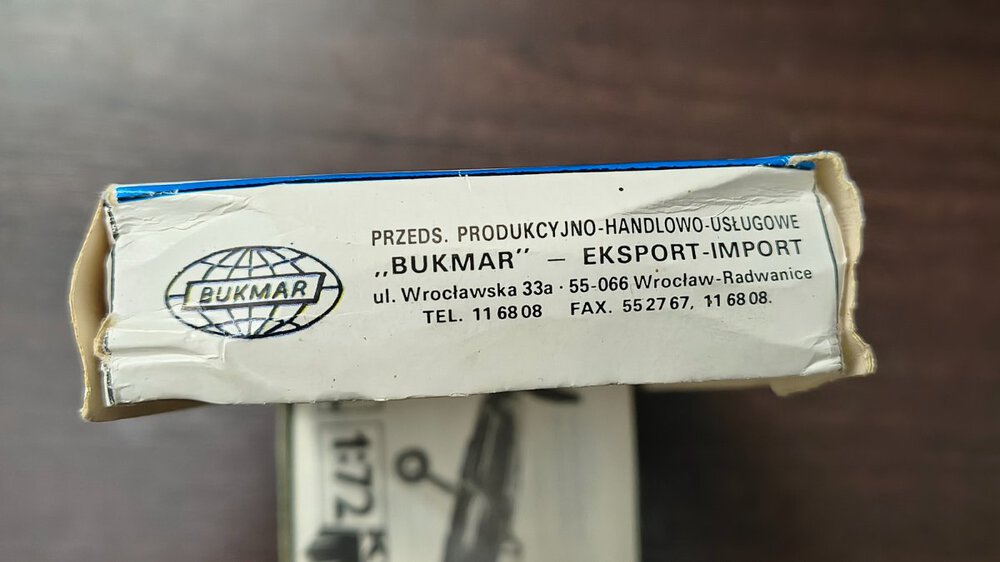 BUKMAR
PRZEDS. PRODUKCYJNO-HANDLOWO-USŁUGOWE
,,BUKMAR" — EKSPORT-IMPORT
ul. Wrocławska 33a · 55-066 Wrocław-Radwanice
TEL. 11 68 08 FAX. 55 27 67, 11 68 08.
1:72 K